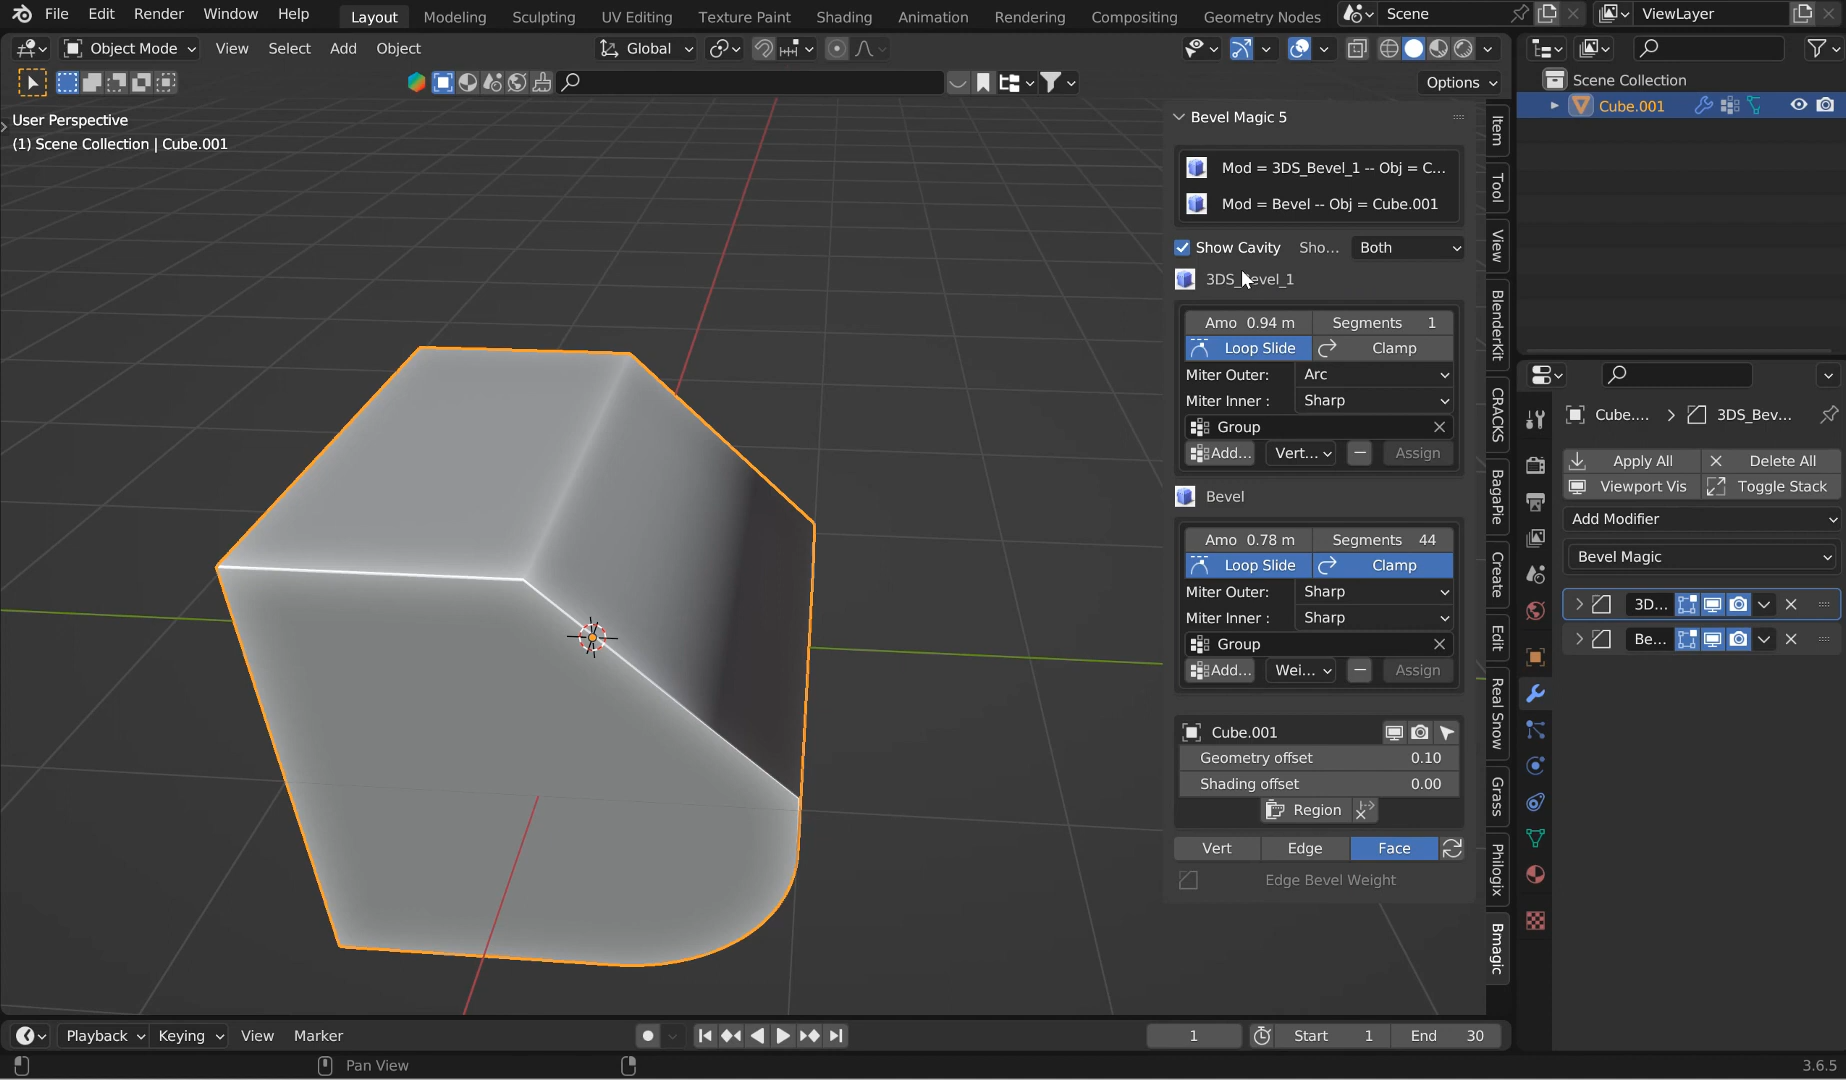 File Edit Render Window Help Layout Modeling Sculpting UV Editing Texture Paint Shading Animation Rendering Compositing Geometry Nodes Scene ViewLayer
Object Mode View Select Add Object Global
Options
User Perspective
(1) Scene Collection | Cube.001
Bevel Magic 5
Mod = 3DS_Bevel_1 -- Obj = C...
Mod = Bevel -- Obj = Cube.001
Show Cavity Sho... Both
3DS_Bevel_1
Amo 0.94 m Segments 1
Loop Slide Clamp
Miter Outer: Arc
Miter Inner : Sharp
Group
Add... Vert... Assign
Bevel
Amo 0.78 m Segments 44
Loop Slide Clamp
Miter Outer: Sharp
Miter Inner : Sharp
Group
Add... Wei... Assign
Cube.001
Geometry offset 0.10
Shading offset 0.00
Region
Vert Edge Face
Edge Bevel Weight
Item
Tool
View
BlenderKit
CRACKS
BagaPie
Create
Edit
Real Snow
Grass
Philogix
Bmagic
Scene Collection
Cube.001
Cube.... 3DS_Bev...
Apply All Delete All
Viewport Vis Toggle Stack
Add Modifier
Bevel Magic
3D...
Be...
Playback Keying View Marker 1 Start 1 End 30
Pan View 3.6.5